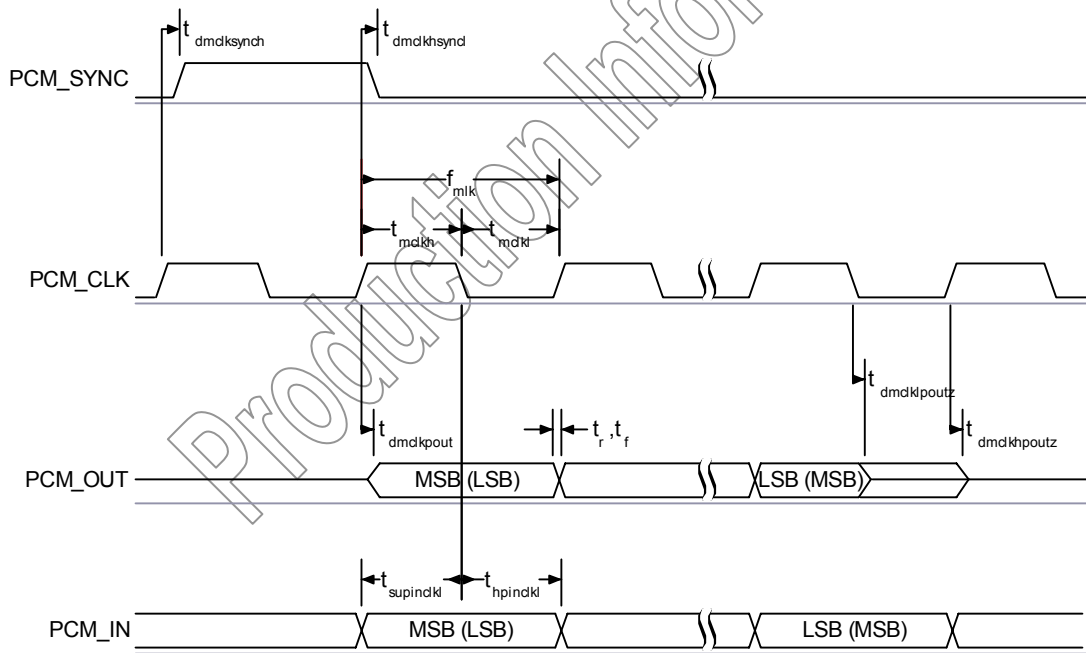 t dmclksynch
t dmclkhsyncl
PCM_SYNC
f mlk
t mclkh
t mclkl
PCM_CLK
t dmclklpoutz
t dmclkpout
t r ,t f
t dmclkhpoutz
PCM_OUT
MSB (LSB)
LSB (MSB)
t supinclkl
t hpinclkl
PCM_IN
MSB (LSB)
LSB (MSB)
Production Infor